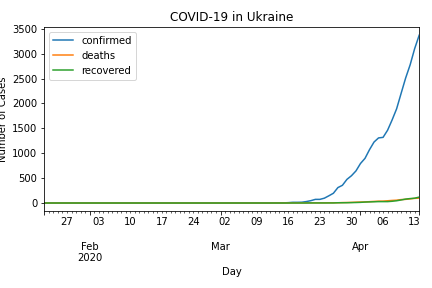 COVID-19 in Ukraine
3500
3000
2500
2000
1500
1000
500
0
Number of Cases
confirmed
deaths
recovered
27 03 10 17 24 02 09 16 23 30 06 13
Feb Mar Apr
2020
Day